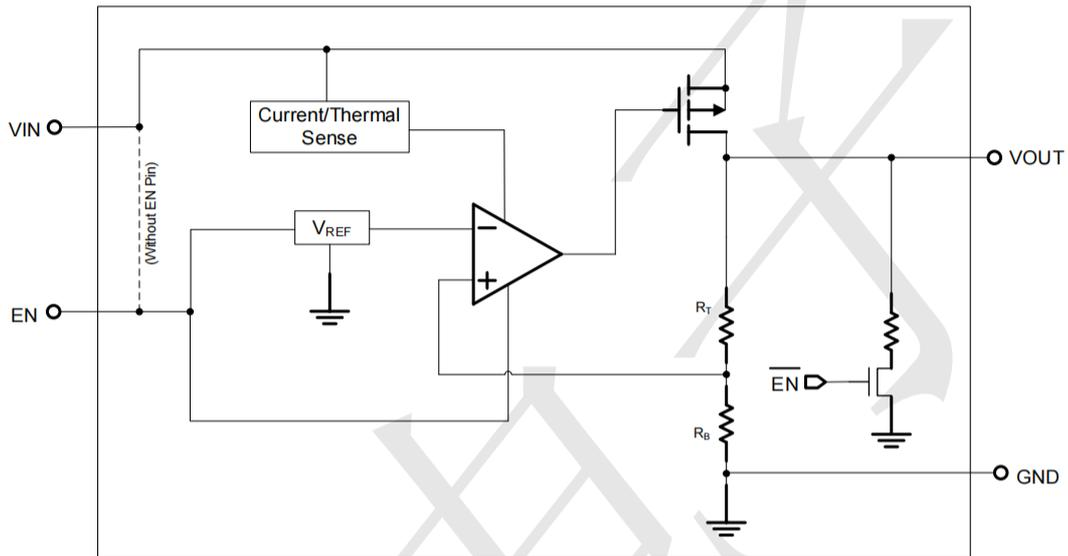 Current/Thermal
Sense
VIN
VOUT
(Without EN Pin)
VREF
−
+
EN
RT
EN
RB
GND